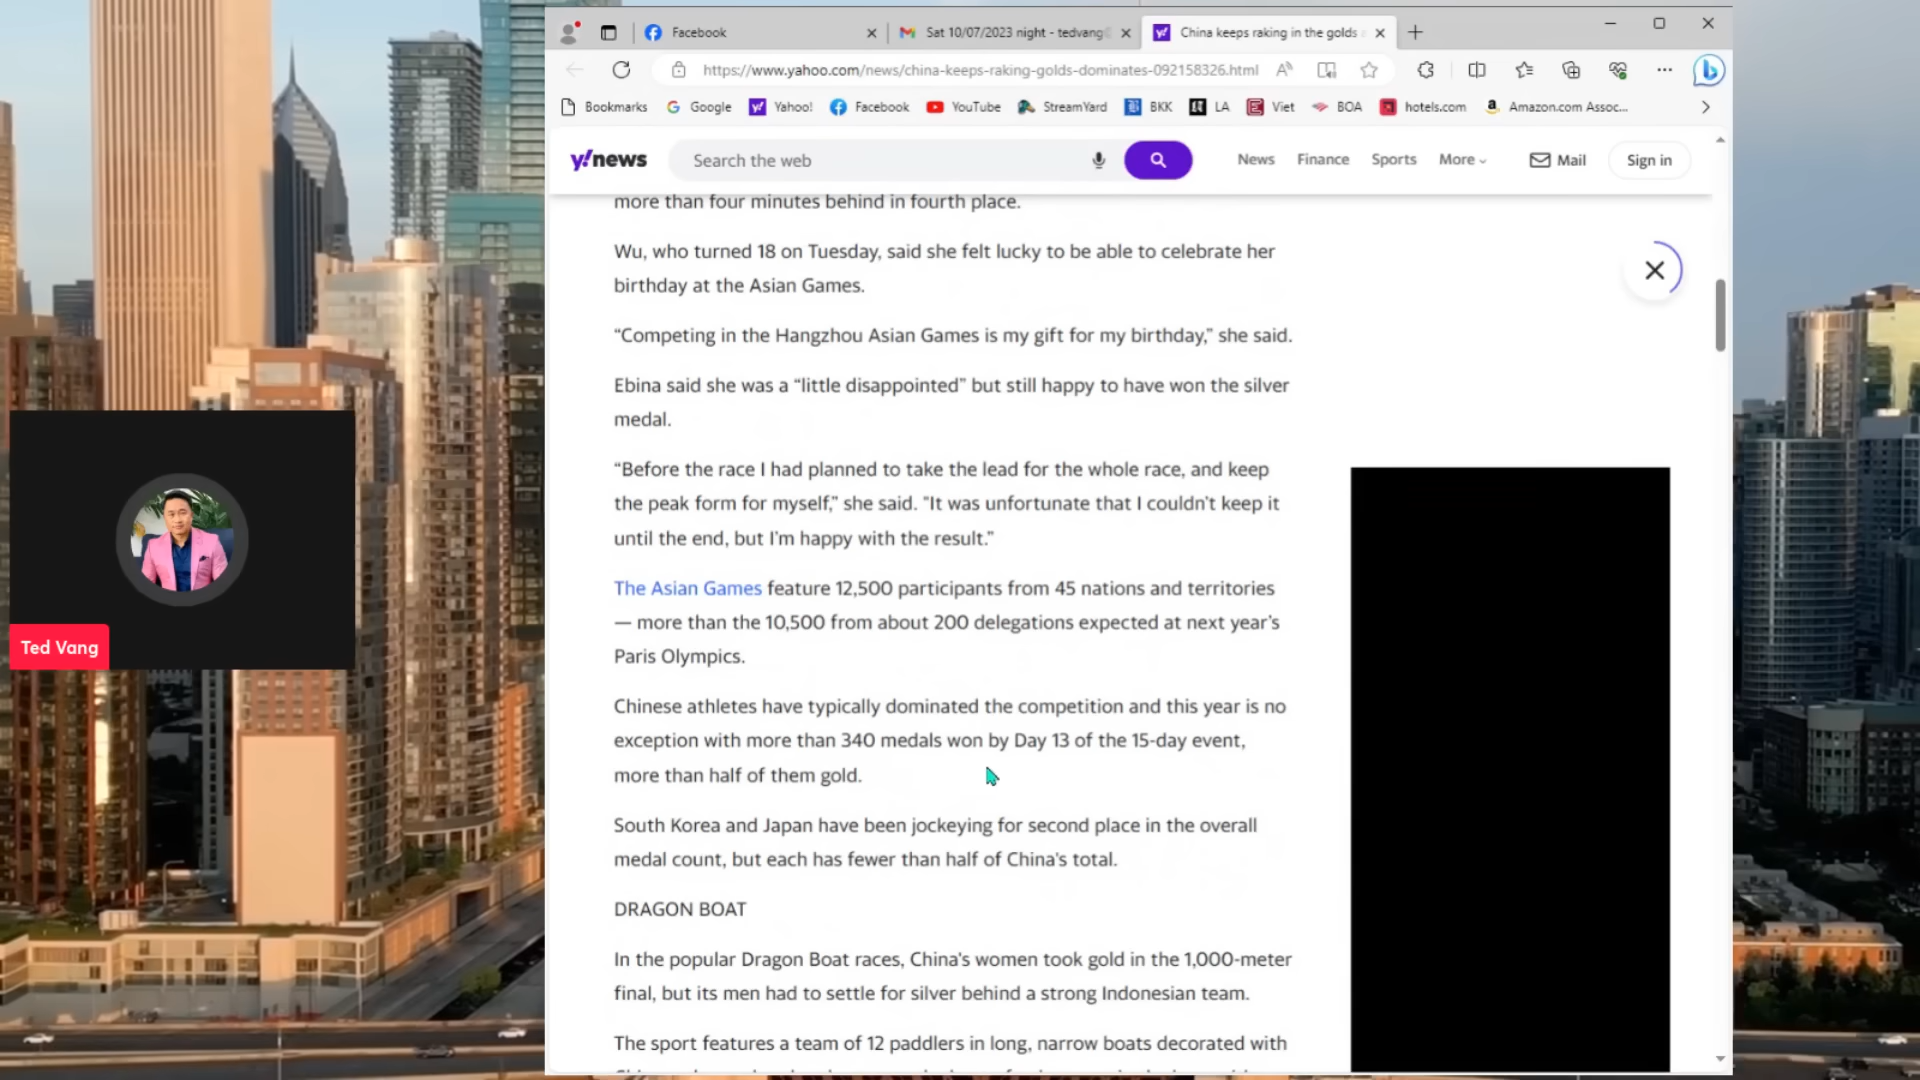 Facebook
Sat 10/07/2023 night - tedvang
China keeps raking in the golds
https://www.yahoo.com/news/china-keeps-raking-golds-dominates-092158326.html
Bookmarks Google Yahoo! Facebook YouTube StreamYard BKK LA Viet BOA hotels.com Amazon.com Assoc...
y!news
Search the web
News Finance Sports More Mail Sign in
more than four minutes behind in fourth place.
Wu, who turned 18 on Tuesday, said she felt lucky to be able to celebrate her
birthday at the Asian Games.
“Competing in the Hangzhou Asian Games is my gift for my birthday,” she said.
Ebina said she was a “little disappointed” but still happy to have won the silver
medal.
“Before the race I had planned to take the lead for the whole race, and keep
the peak form for myself,” she said. "It was unfortunate that I couldn’t keep it
until the end, but I’m happy with the result.”
The Asian Games feature 12,500 participants from 45 nations and territories
— more than the 10,500 from about 200 delegations expected at next year’s
Paris Olympics.
Chinese athletes have typically dominated the competition and this year is no
exception with more than 340 medals won by Day 13 of the 15-day event,
more than half of them gold.
South Korea and Japan have been jockeying for second place in the overall
medal count, but each has fewer than half of China's total.
DRAGON BOAT
In the popular Dragon Boat races, China's women took gold in the 1,000-meter
final, but its men had to settle for silver behind a strong Indonesian team.
The sport features a team of 12 paddlers in long, narrow boats decorated with
Ted Vang